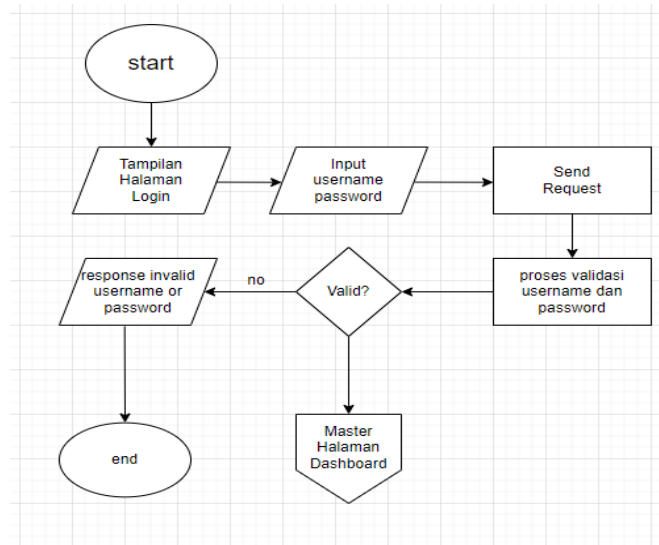 start
Tampilan
Halaman
Login
Input
username
password
Send
Request
response invalid
username or
password
no
Valid?
proses validasi
username dan
password
end
Master
Halaman
Dashboard